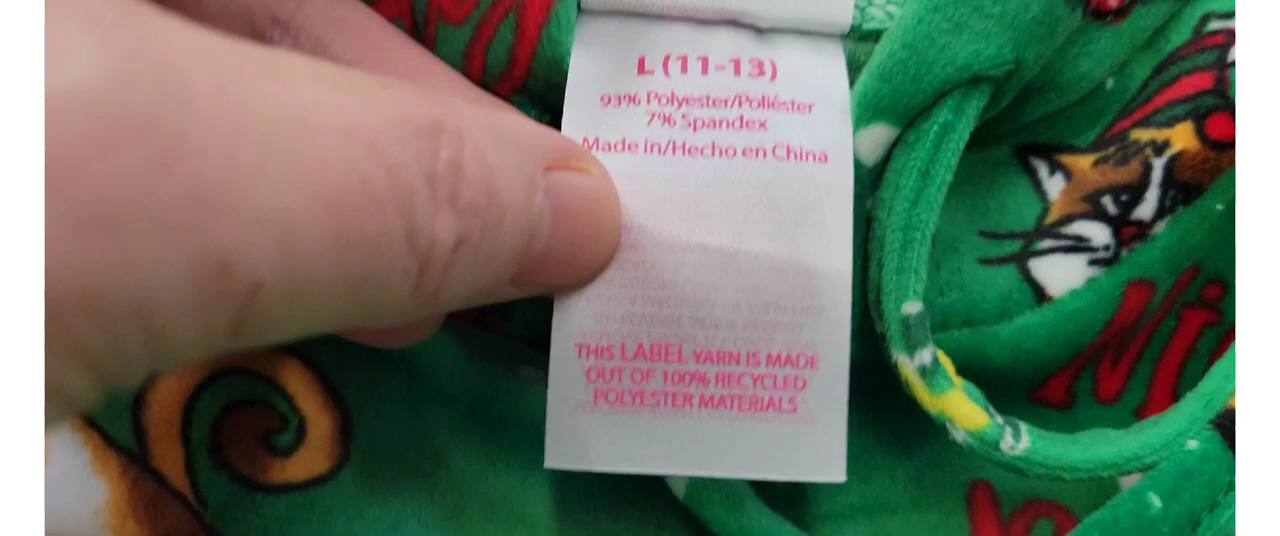 L (11-13)
93% Polyester/Poliéster
7% Spandex
Made in/Hecho en China
THIS LABEL YARN IS MADE
OUT OF 100% RECYCLED
POLYESTER MATERIALS
Ni